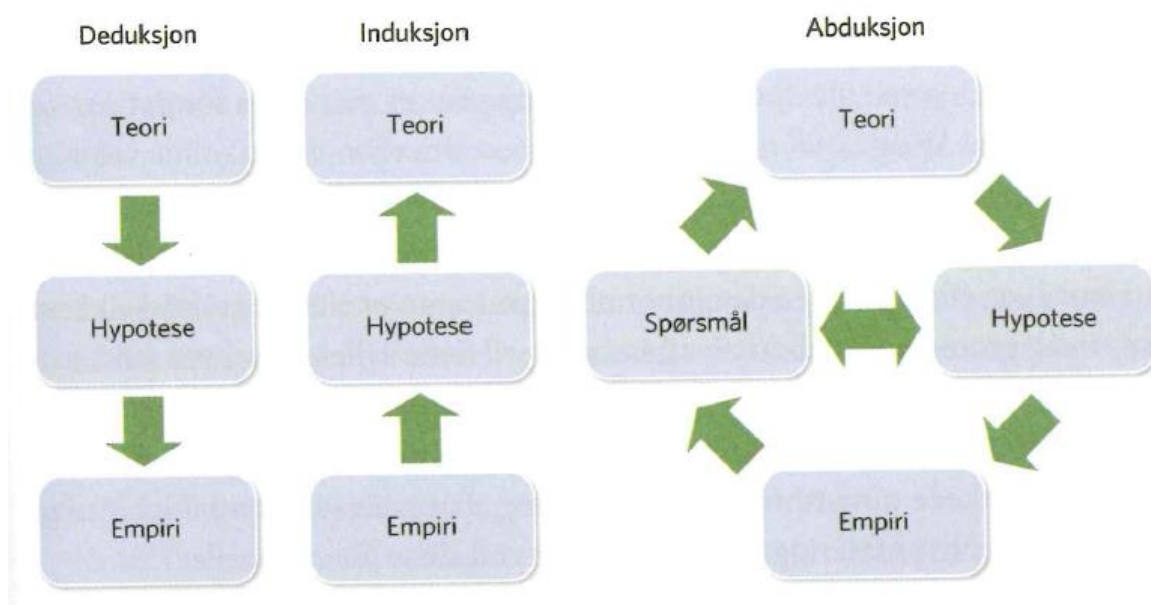 Deduksjon
Teori
Hypotese
Empiri
Induksjon
Teori
Hypotese
Empiri
Abduksjon
Teori
Spørsmål
Hypotese
Empiri